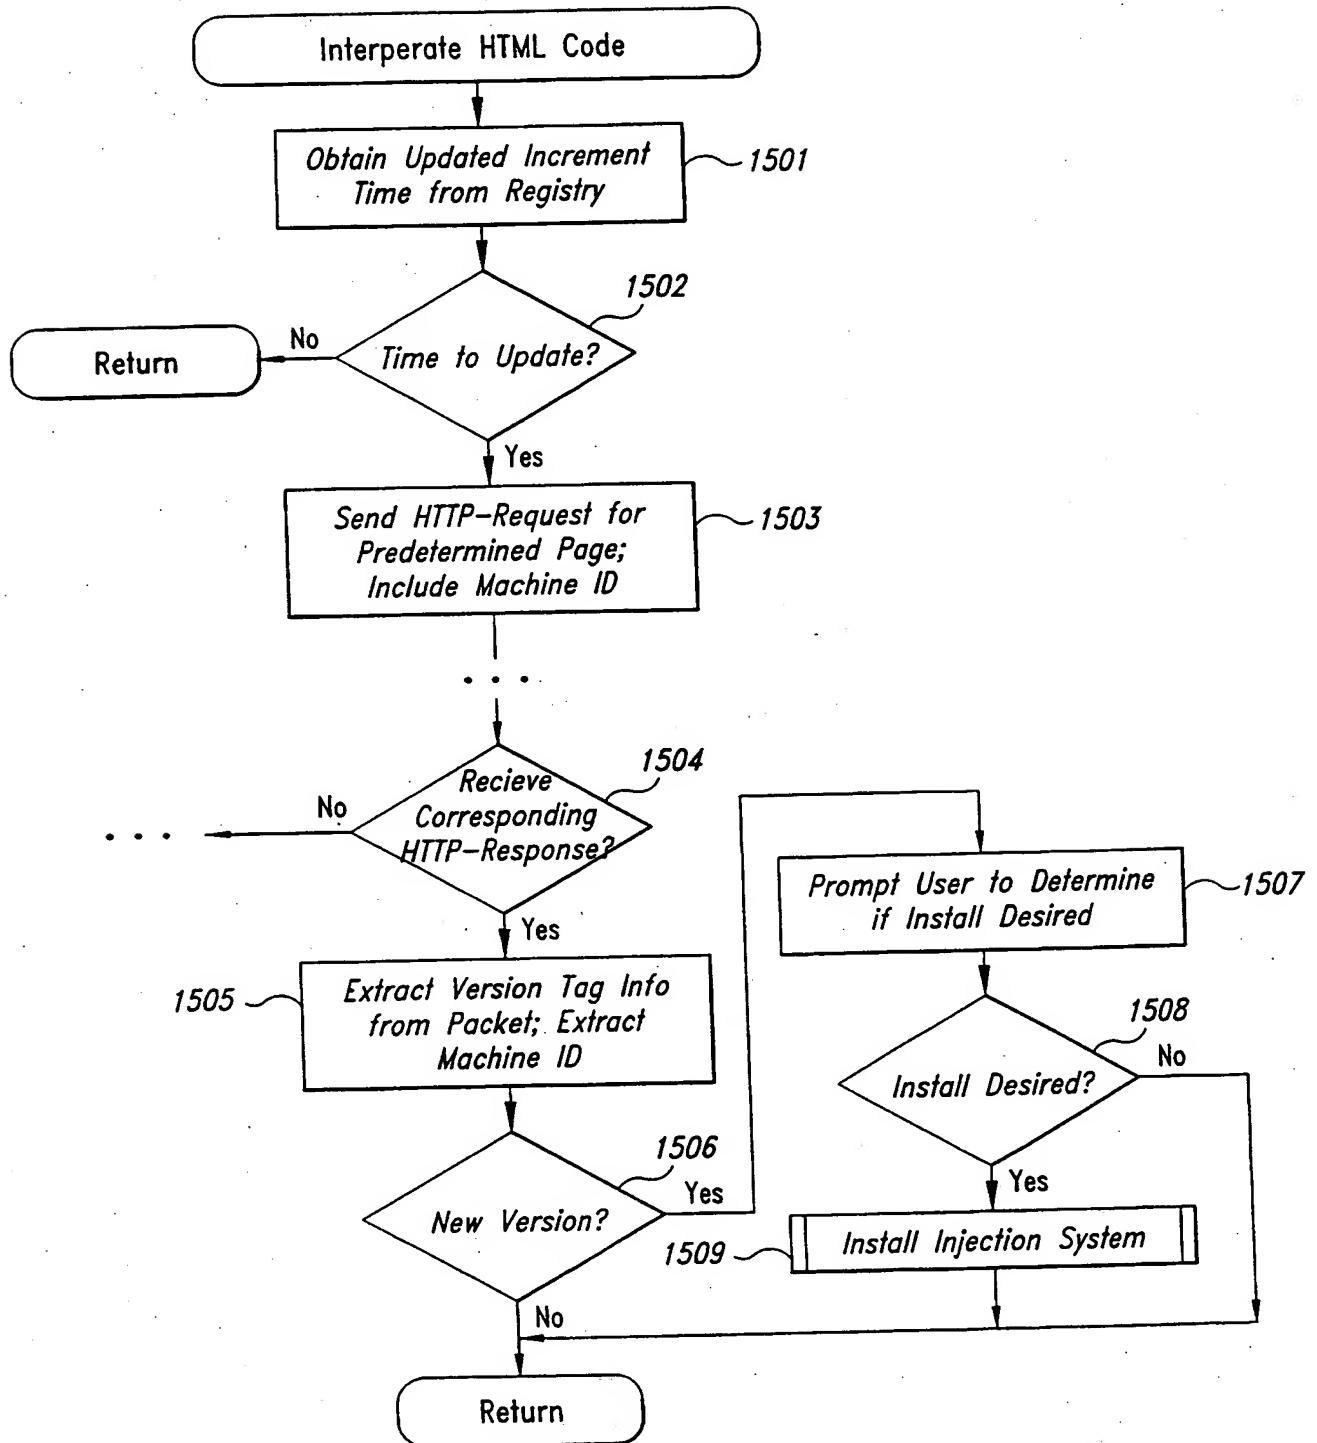 Interperate HTML Code
Obtain Updated Increment
Time from Registry
1501
1502
Time to Update?
No
Return
Yes
Send HTTP-Request for
Predetermined Page;
Include Machine ID
1503
. . .
1504
Recieve
Corresponding
HTTP-Response?
No
. . .
Yes
1505
Extract Version Tag Info
from Packet; Extract
Machine ID
1506
New Version?
Yes
No
Prompt User to Determine
if Install Desired
1507
1508
Install Desired?
No
Yes
1509
Install Injection System
Return